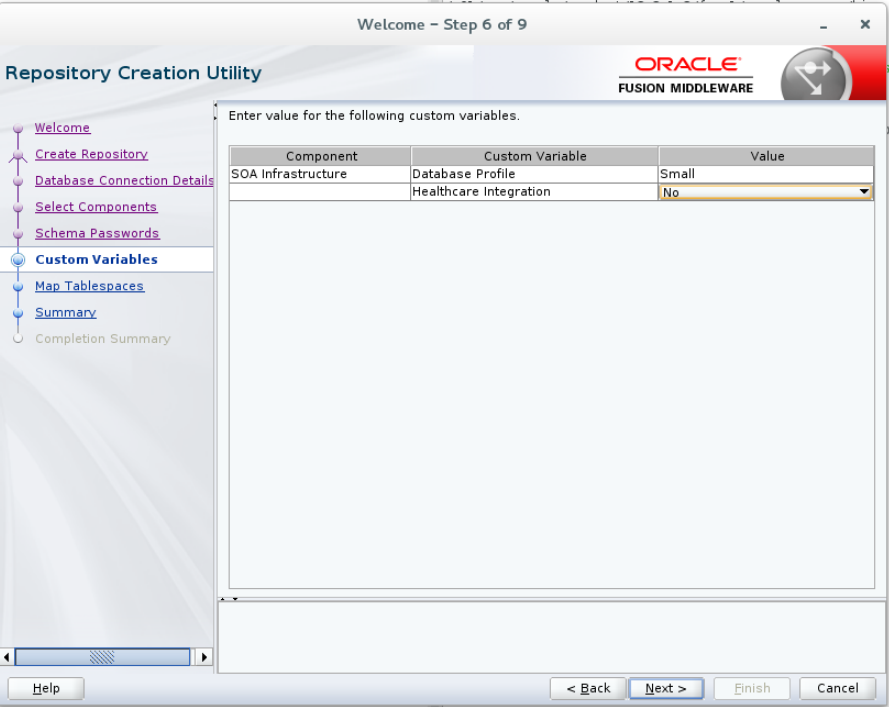 Welcome – Step 6 of 9
Repository Creation Utility
ORACLE
FUSION MIDDLEWARE
Welcome
Create Repository
Database Connection Details
Select Components
Schema Passwords
Custom Variables
Map Tablespaces
Summary
Completion Summary
Enter value for the following custom variables.
Component Custom Variable Value
SOA Infrastructure Database Profile Small
Healthcare Integration No
Help < Back Next > Finish Cancel